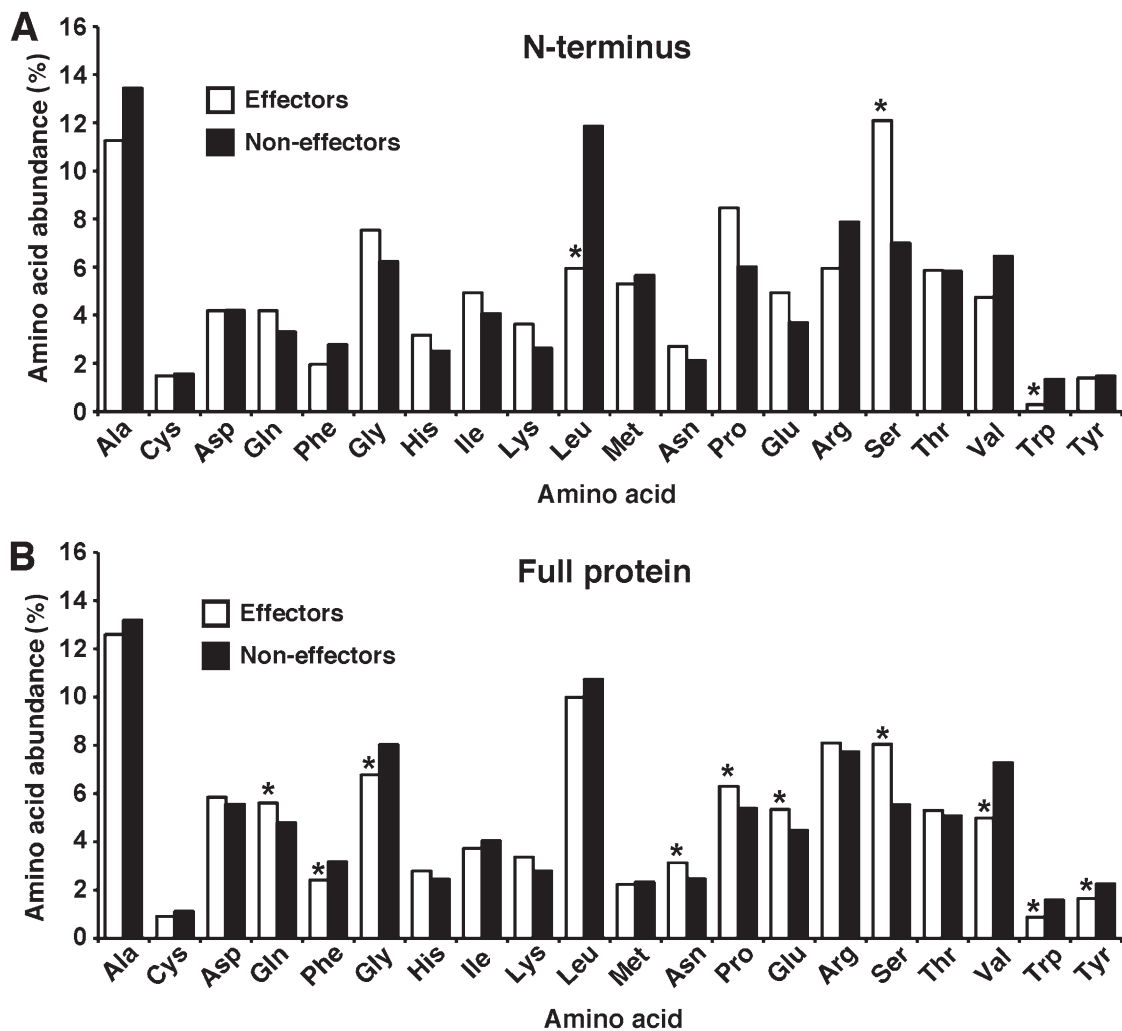 A
N-terminus
Amino acid abundance (%)
16
14
12
10
8
6
4
2
0
Effectors
Non-effectors
*
*
*
Ala Cys Asp Gln Phe Gly His Ile Lys Leu Met Asn Pro Glu Arg Ser Thr Val Trp Tyr
Amino acid
B
Full protein
Amino acid abundance (%)
16
14
12
10
8
6
4
2
0
Effectors
Non-effectors
*
*
*
*
*
*
*
*
*
*
Ala Cys Asp Gln Phe Gly His Ile Lys Leu Met Asn Pro Glu Arg Ser Thr Val Trp Tyr
Amino acid